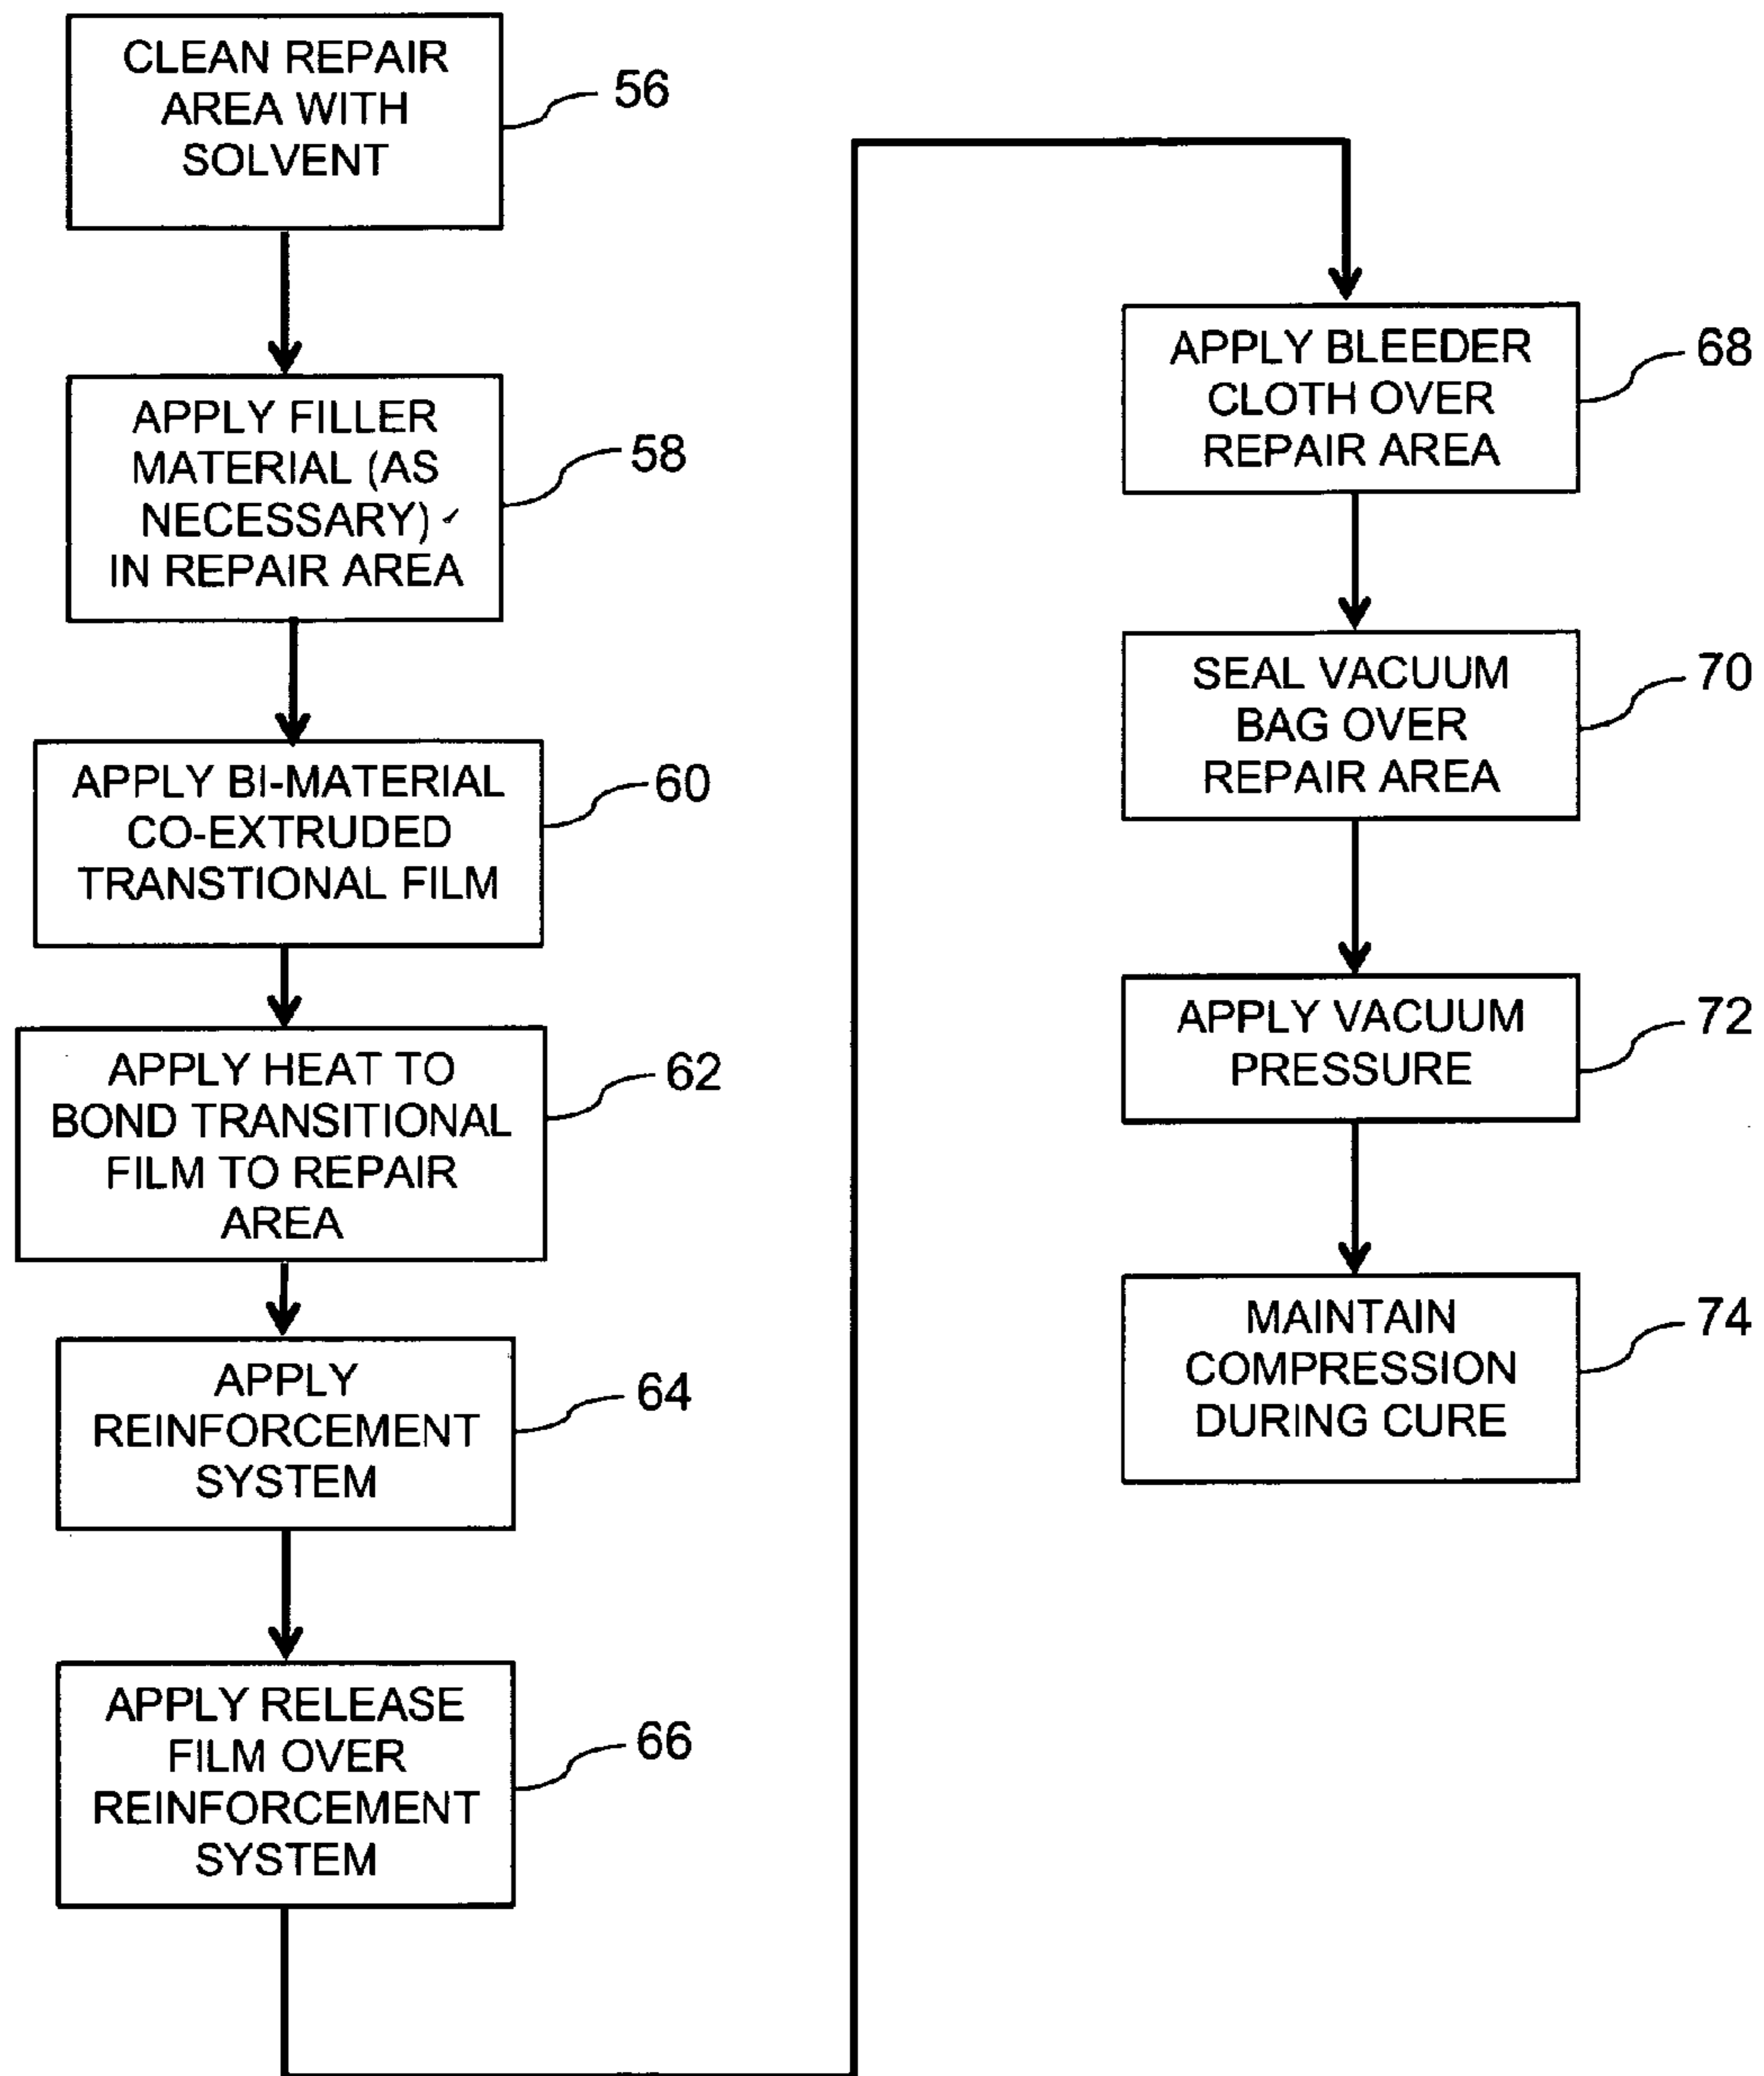 CLEAN REPAIR
AREA WITH
SOLVENT
56
APPLY FILLER
MATERIAL (AS
NECESSARY)
IN REPAIR AREA
58
APPLY BI-MATERIAL
CO-EXTRUDED
TRANSTIONAL FILM
60
APPLY HEAT TO
BOND TRANSITIONAL
FILM TO REPAIR
AREA
62
APPLY
REINFORCEMENT
SYSTEM
64
APPLY RELEASE
FILM OVER
REINFORCEMENT
SYSTEM
66
APPLY BLEEDER
CLOTH OVER
REPAIR AREA
68
SEAL VACUUM
BAG OVER
REPAIR AREA
70
APPLY VACUUM
PRESSURE
72
MAINTAIN
COMPRESSION
DURING CURE
74